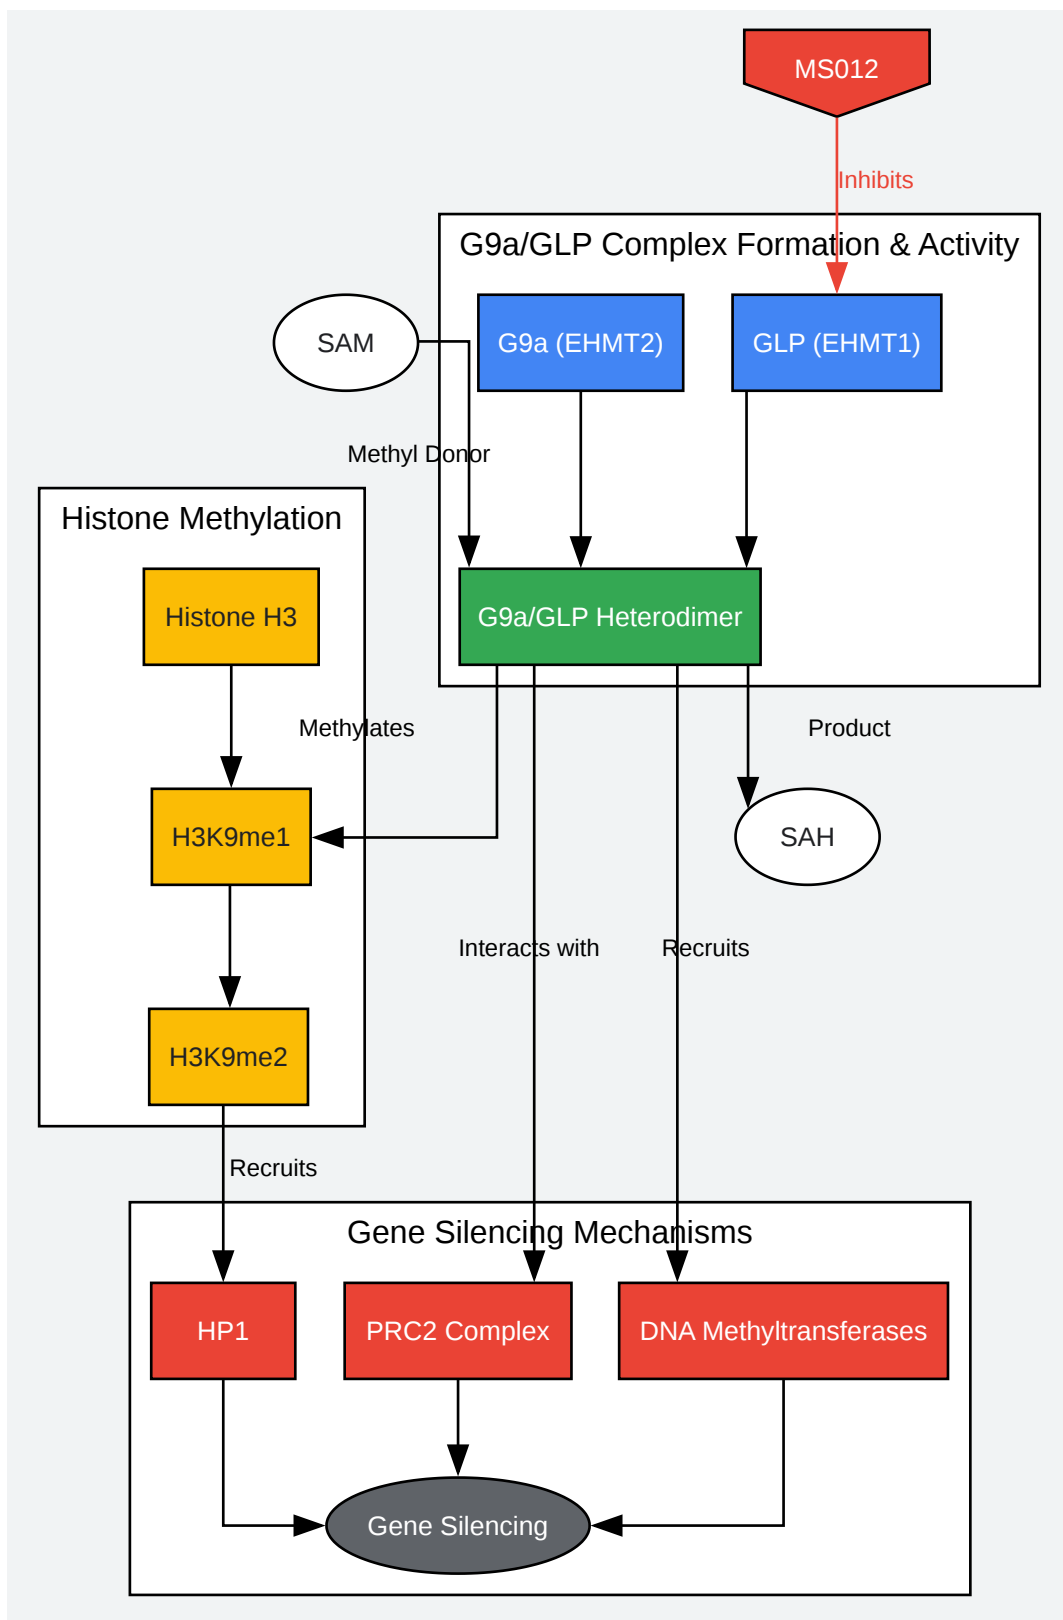 MS012
Inhibits
G9a/GLP Complex Formation & Activity
SAM
G9a (EHMT2)
GLP (EHMT1)
Methyl Donor
Histone Methylation
Histone H3
G9a/GLP Heterodimer
Methylates
Product
H3K9me1
SAH
Interacts with
Recruits
H3K9me2
Recruits
Gene Silencing Mechanisms
HP1
PRC2 Complex
DNA Methyltransferases
Gene Silencing